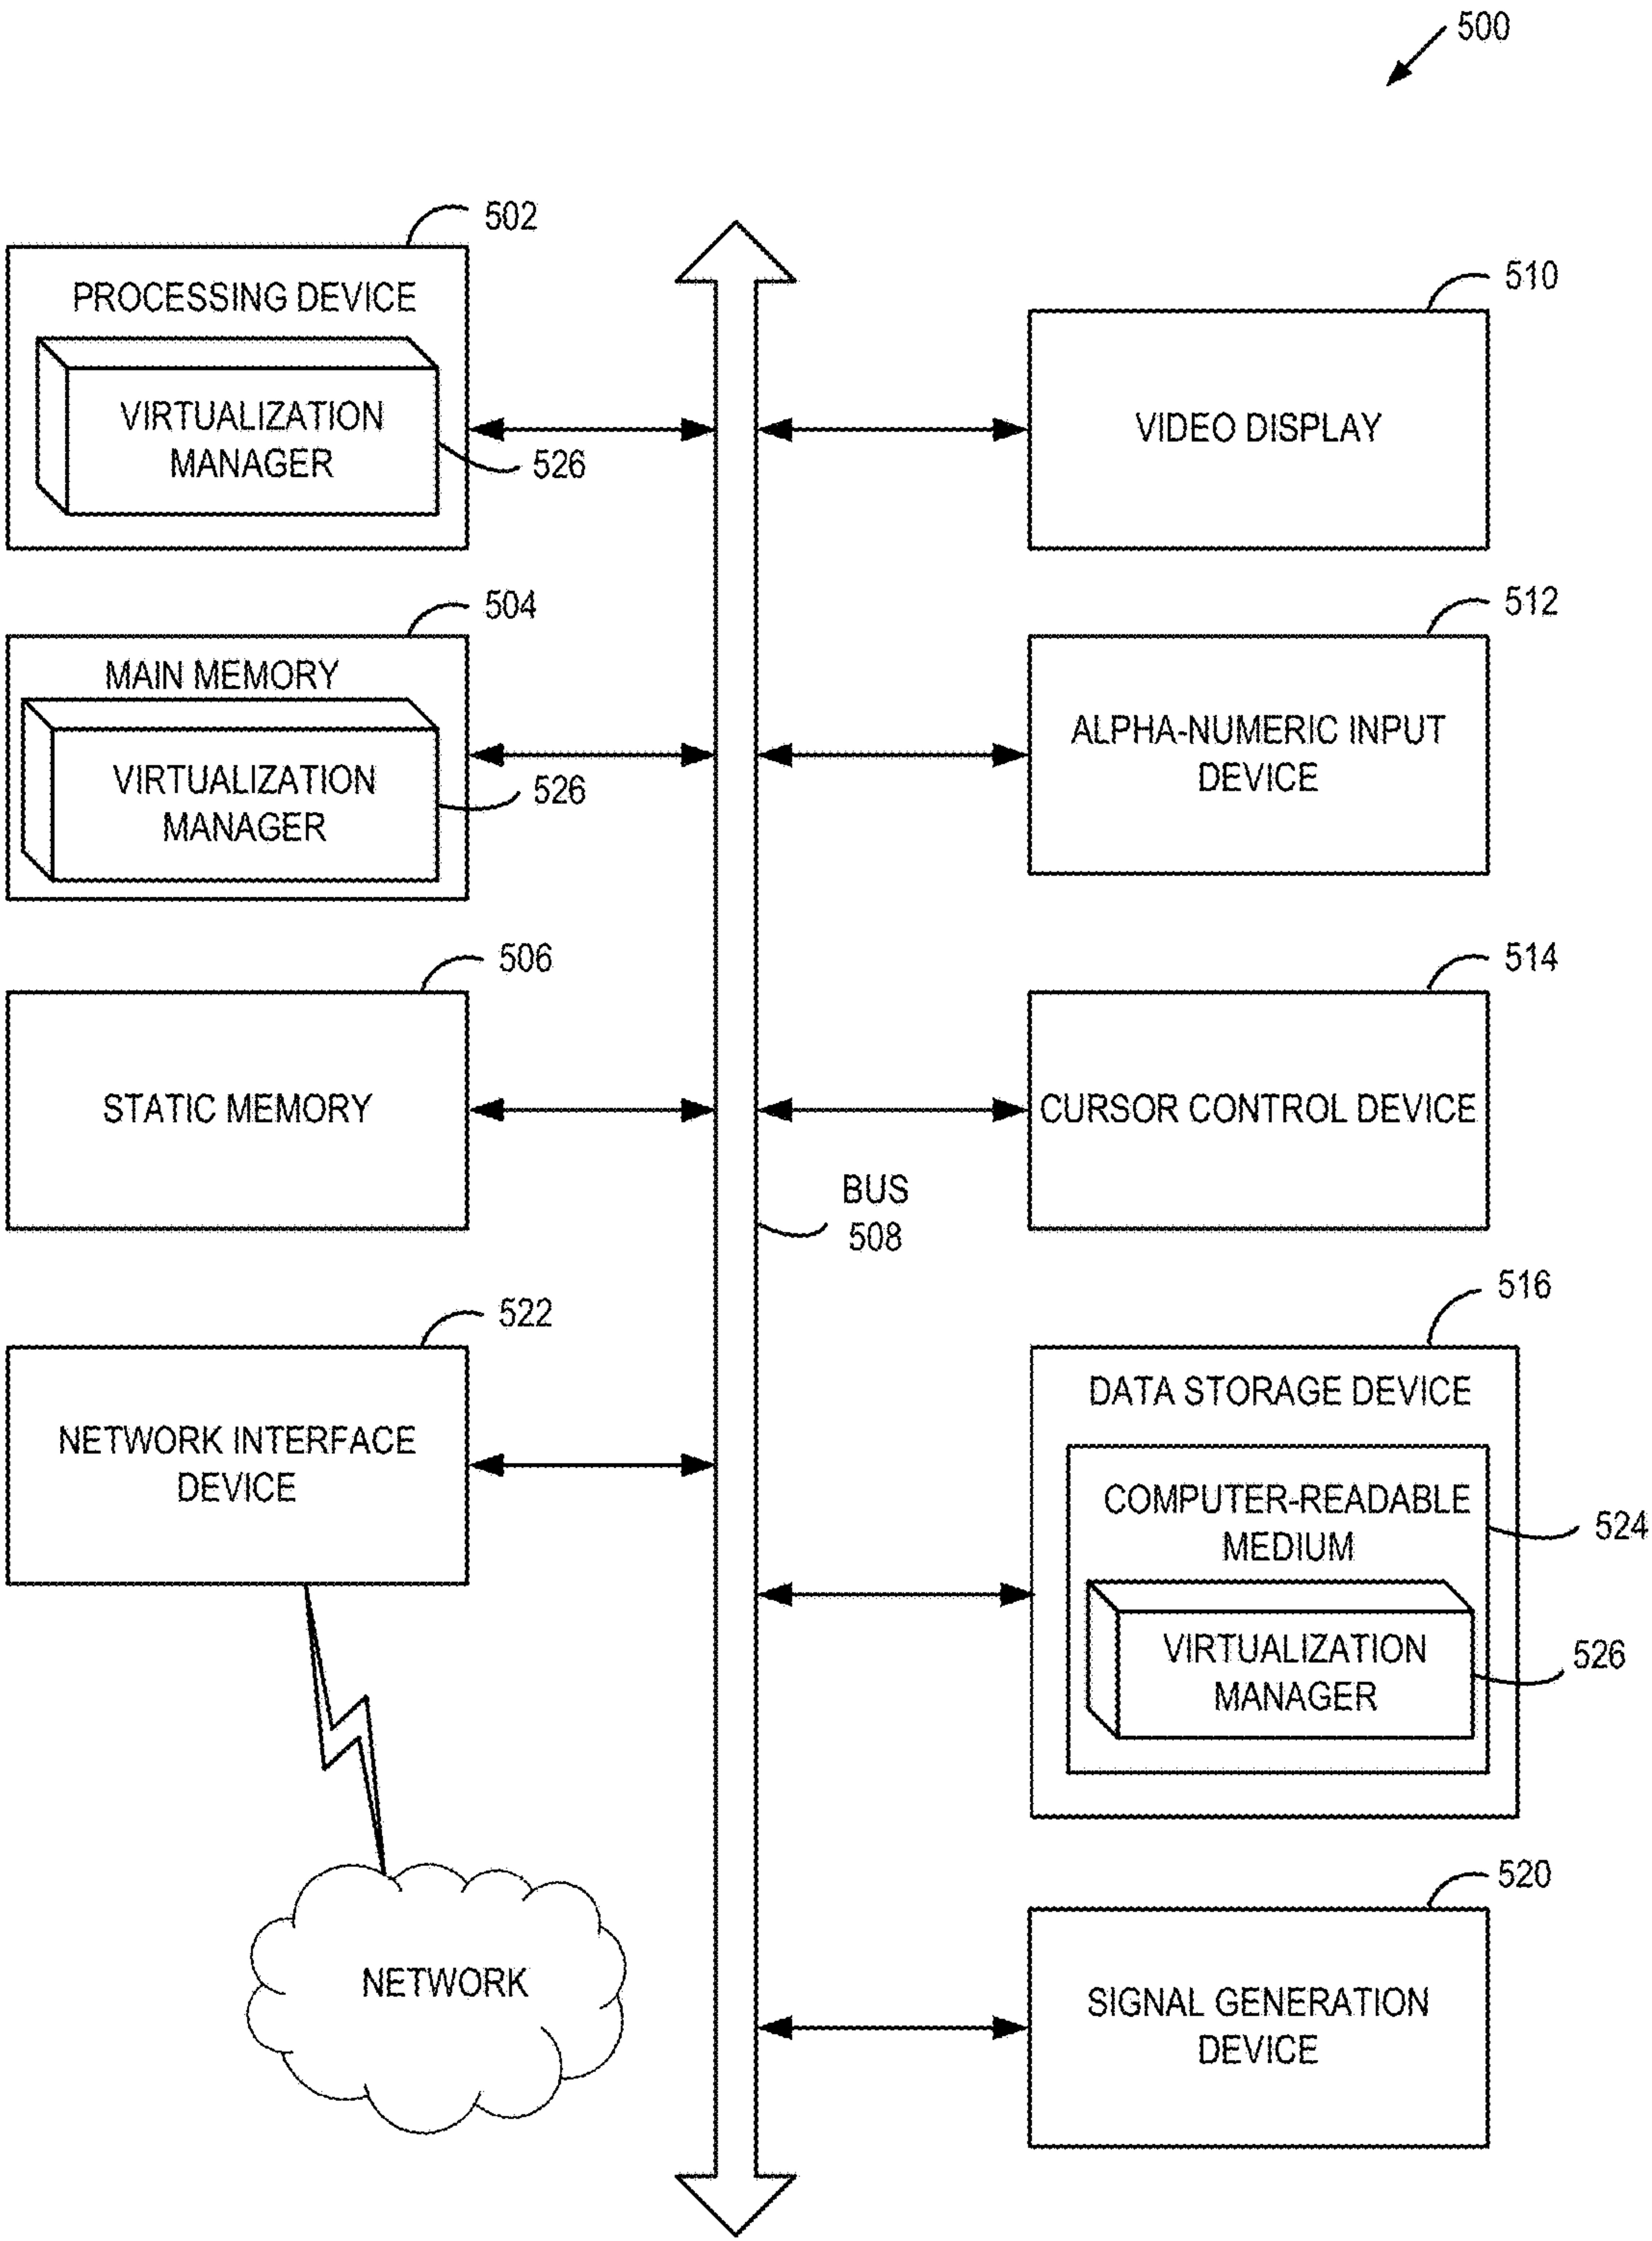 500
502
PROCESSING DEVICE
VIRTUALIZATION
MANAGER
526
504
MAIN MEMORY
VIRTUALIZATION
MANAGER
526
506
STATIC MEMORY
522
NETWORK INTERFACE
DEVICE
NETWORK
BUS
508
510
VIDEO DISPLAY
512
ALPHA-NUMERIC INPUT
DEVICE
514
CURSOR CONTROL DEVICE
516
DATA STORAGE DEVICE
COMPUTER-READABLE
MEDIUM
524
VIRTUALIZATION
MANAGER
526
520
SIGNAL GENERATION
DEVICE